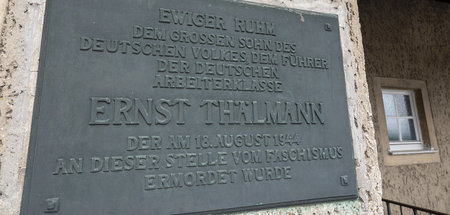 EWIGER RUHM
DEM GROSSEN SOHN DES
DEUTSCHEN VOLKES DEM FÜHRER
DER DEUTSCHEN
ARBEITERKLASSE
ERNST THÄLMANN
DER AM 18. AUGUST 1944
AN DIESER STELLE VOM FASCHISMUS
ERMORDET WURDE